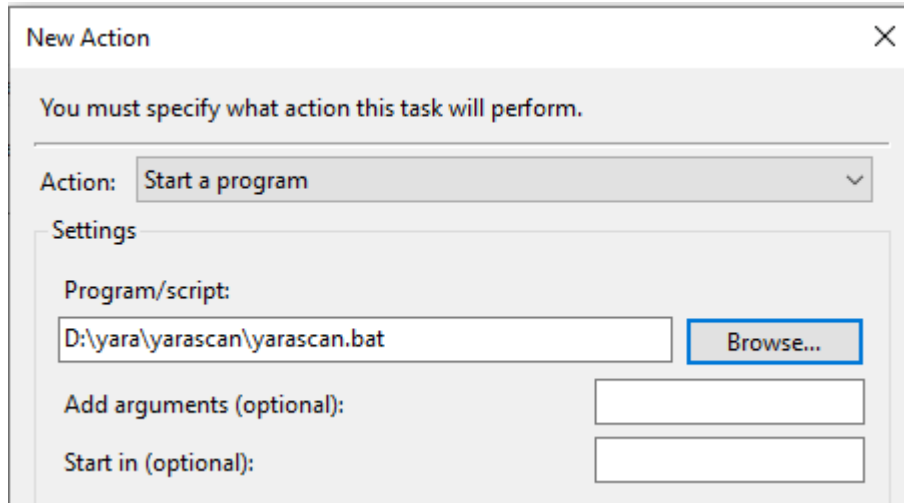 New Action
You must specify what action this task will perform.
Action: Start a program
Settings
Program/script:
D:\yara\yarascan\yarascan.bat Browse...
Add arguments (optional):
Start in (optional):